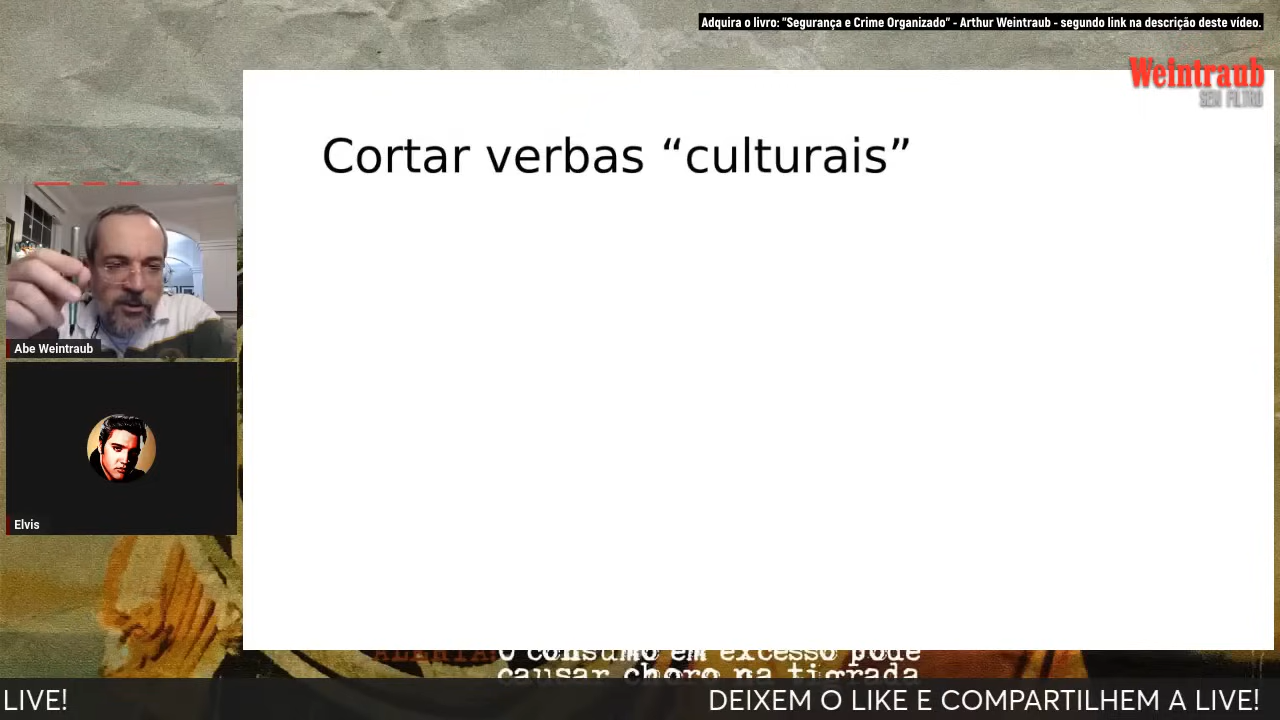 Adquira o livro: "Segurança e Crime Organizado" - Arthur Weintraub - segundo link na descrição deste vídeo.
Weintraub
SEM FILTRO
Cortar verbas “culturais”
Abe Weintraub
Elvis
ALERTA: O consumo em excesso pode
causar choro na tigrada
LIVE! DEIXEM O LIKE E COMPARTILHEM A LIVE!